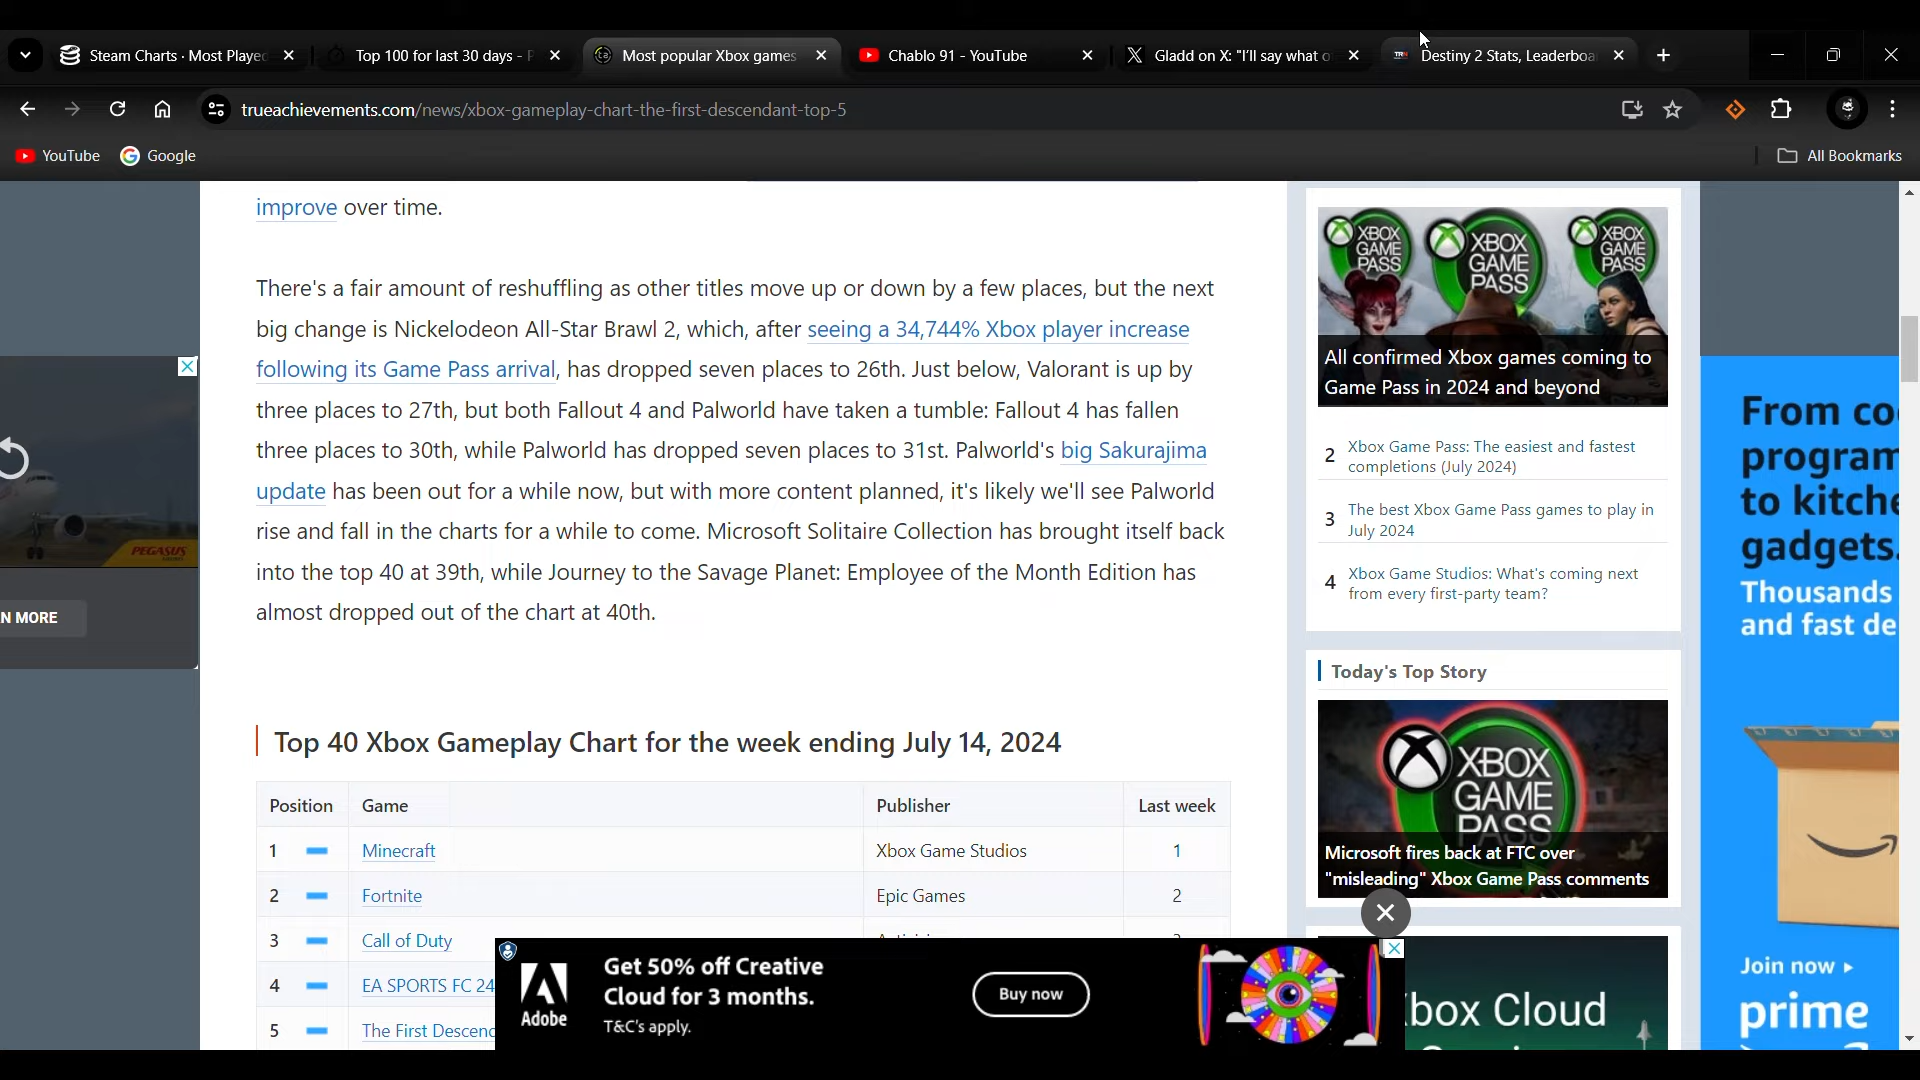 Steam Charts · Most Playe
Top 100 for last 30 days -
Most popular Xbox games
Chablo 91 - YouTube
Gladd on X: "I'll say what o
TRN
Destiny 2 Stats, Leaderboa
trueachievements.com/news/xbox-gameplay-chart-the-first-descendant-top-5
YouTube
Google
All Bookmarks
improve over time.
There's a fair amount of reshuffling as other titles move up or down by a few places, but the next
big change is Nickelodeon All-Star Brawl 2, which, after seeing a 34,744% Xbox player increase
following its Game Pass arrival, has dropped seven places to 26th. Just below, Valorant is up by
three places to 27th, but both Fallout 4 and Palworld have taken a tumble: Fallout 4 has fallen
three places to 30th, while Palworld has dropped seven places to 31st. Palworld's big Sakurajima
update has been out for a while now, but with more content planned, it's likely we'll see Palworld
rise and fall in the charts for a while to come. Microsoft Solitaire Collection has brought itself back
into the top 40 at 39th, while Journey to the Savage Planet: Employee of the Month Edition has
almost dropped out of the chart at 40th.
Top 40 Xbox Gameplay Chart for the week ending July 14, 2024
Position Game Publisher Last week
1 Minecraft Xbox Game Studios 1
2 Fortnite Epic Games 2
3 Call of Duty
4 EA SPORTS FC 24
5 The First Descend
PEGASUS
N MORE
Adobe
Get 50% off Creative
Cloud for 3 months.
T&C's apply.
Buy now
XBOX
GAME
PASS
XBOX
GAME
PASS
XBOX
GAME
PASS
All confirmed Xbox games coming to
Game Pass in 2024 and beyond
2 Xbox Game Pass: The easiest and fastest
completions (July 2024)
3 The best Xbox Game Pass games to play in
July 2024
4 Xbox Game Studios: What's coming next
from every first-party team?
Today's Top Story
XBOX
GAME
PASS
Microsoft fires back at FTC over
"misleading" Xbox Game Pass comments
box Cloud
From co
program
to kitche
gadgets.
Thousands
and fast de
Join now
prime